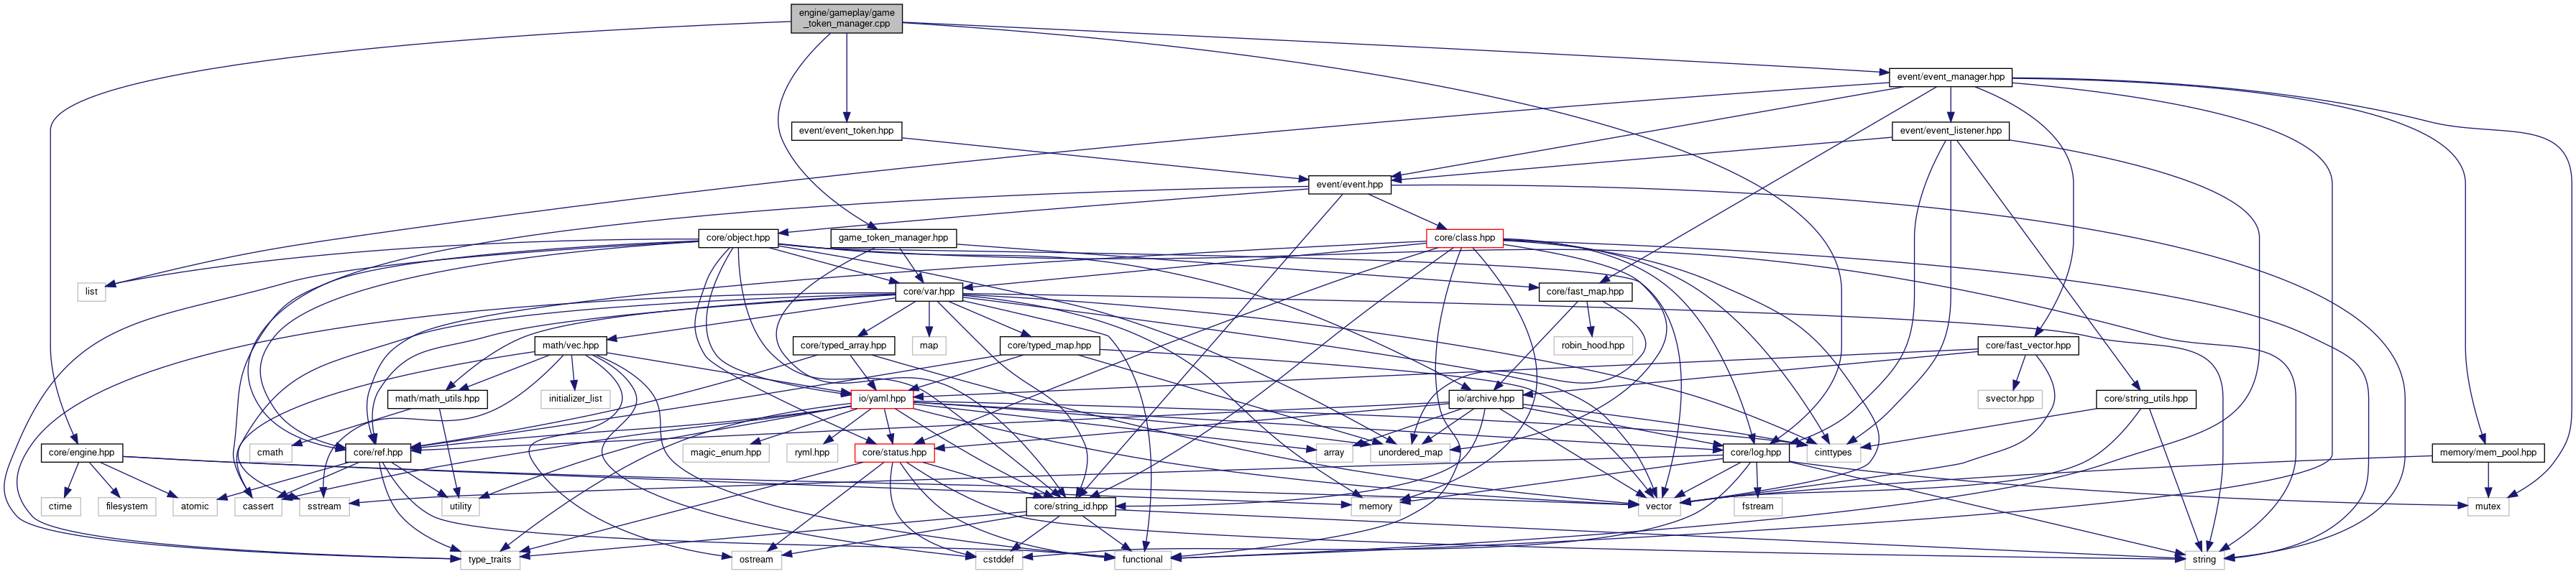 engine/gameplay/game
_token_manager.cpp
event/event_manager.hpp
event/event_token.hpp
event/event_listener.hpp
event/event.hpp
core/object.hpp
game_token_manager.hpp
core/class.hpp
list
core/var.hpp
core/fast_map.hpp
math/vec.hpp
core/typed_array.hpp
map
core/typed_map.hpp
robin_hood.hpp
core/fast_vector.hpp
math/math_utils.hpp
initializer_list
io/yaml.hpp
io/archive.hpp
svector.hpp
core/string_utils.hpp
core/engine.hpp
cmath
core/ref.hpp
magic_enum.hpp
ryml.hpp
core/status.hpp
array
unordered_map
core/log.hpp
cinttypes
memory/mem_pool.hpp
ctime
filesystem
atomic
cassert
sstream
utility
core/string_id.hpp
memory
vector
fstream
mutex
type_traits
ostream
cstddef
functional
string